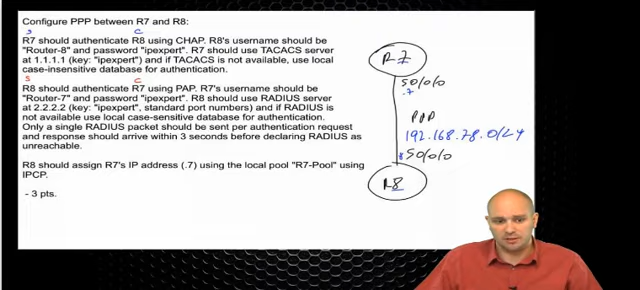 Configure PPP between R7 and R8:
S C
R7 should authenticate R8 using CHAP. R8's username should be
"Router-8" and password "ipexpert". R7 should use TACACS server
at 1.1.1.1 (key: "ipexpert") and if TACACS is not available, use local
case-insensitive database for authentication.
S C
R8 should authenticate R7 using PAP. R7's username should be
"Router-7" and password "ipexpert". R8 should use RADIUS server
at 2.2.2.2 (key: "ipexpert", standard port numbers) and if RADIUS is
not available use local case-sensitive database for authentication.
Only a single RADIUS packet should be sent per authentication request
and response should arrive within 3 seconds before declaring RADIUS as
unreachable.
R8 should assign R7's IP address (.7) using the local pool "R7-Pool" using
IPCP.
- 3 pts.
R7
S0/0/0
.7
PPP
192.168.78.0/24
.8 S0/0/0
R8